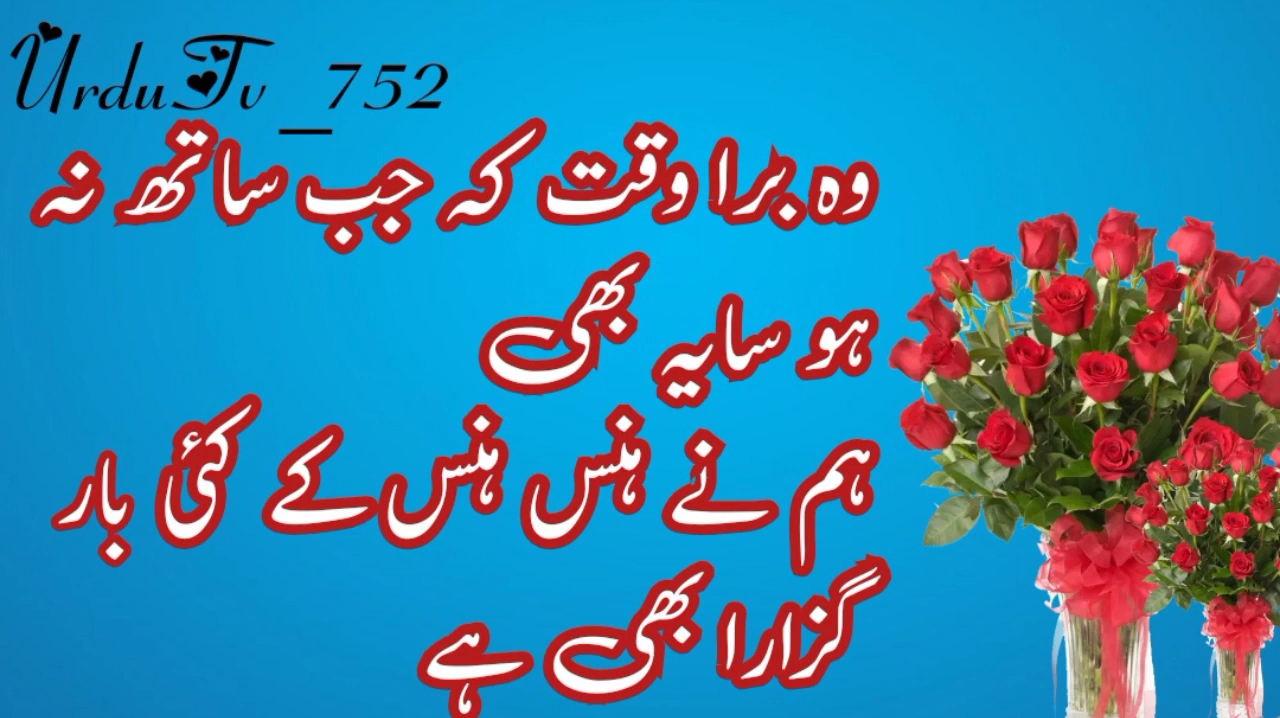 UrduTv_752
وہ برا وقت کہ جب ساتھ نہ
ہو سایہ بھی
ہم نے ہنس ہنس کے کئی بار
گزارا بھی ہے